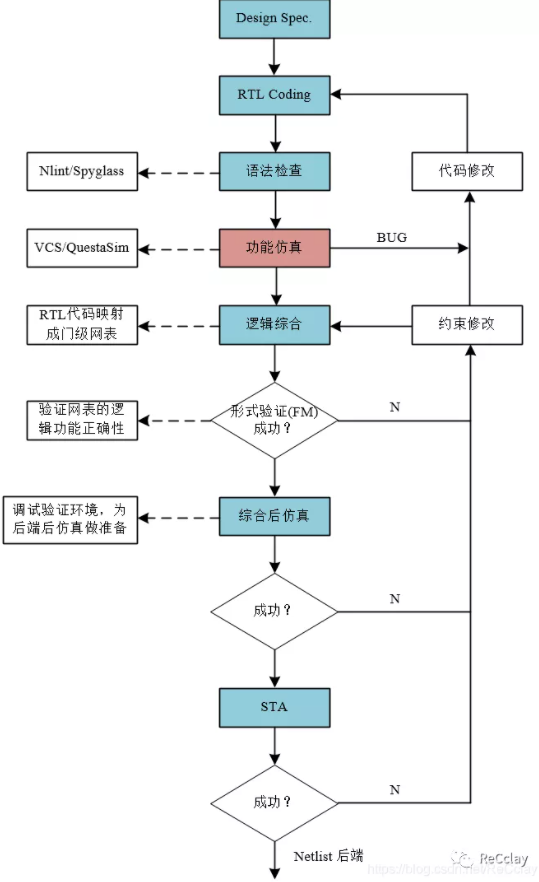 Design Spec.
RTL Coding
Nlint/Spyglass
语法检查
代码修改
VCS/QuestaSim
功能仿真
BUG
RTL代码映射
成门级网表
逻辑综合
约束修改
验证网表的逻
辑功能正确性
形式验证(FM)
成功？
N
调试验证环境，为
后端后仿真做准备
综合后仿真
成功？
N
STA
成功？
N
Netlist 后端
ReCclay
https://blog.csdn.net/ReCclay